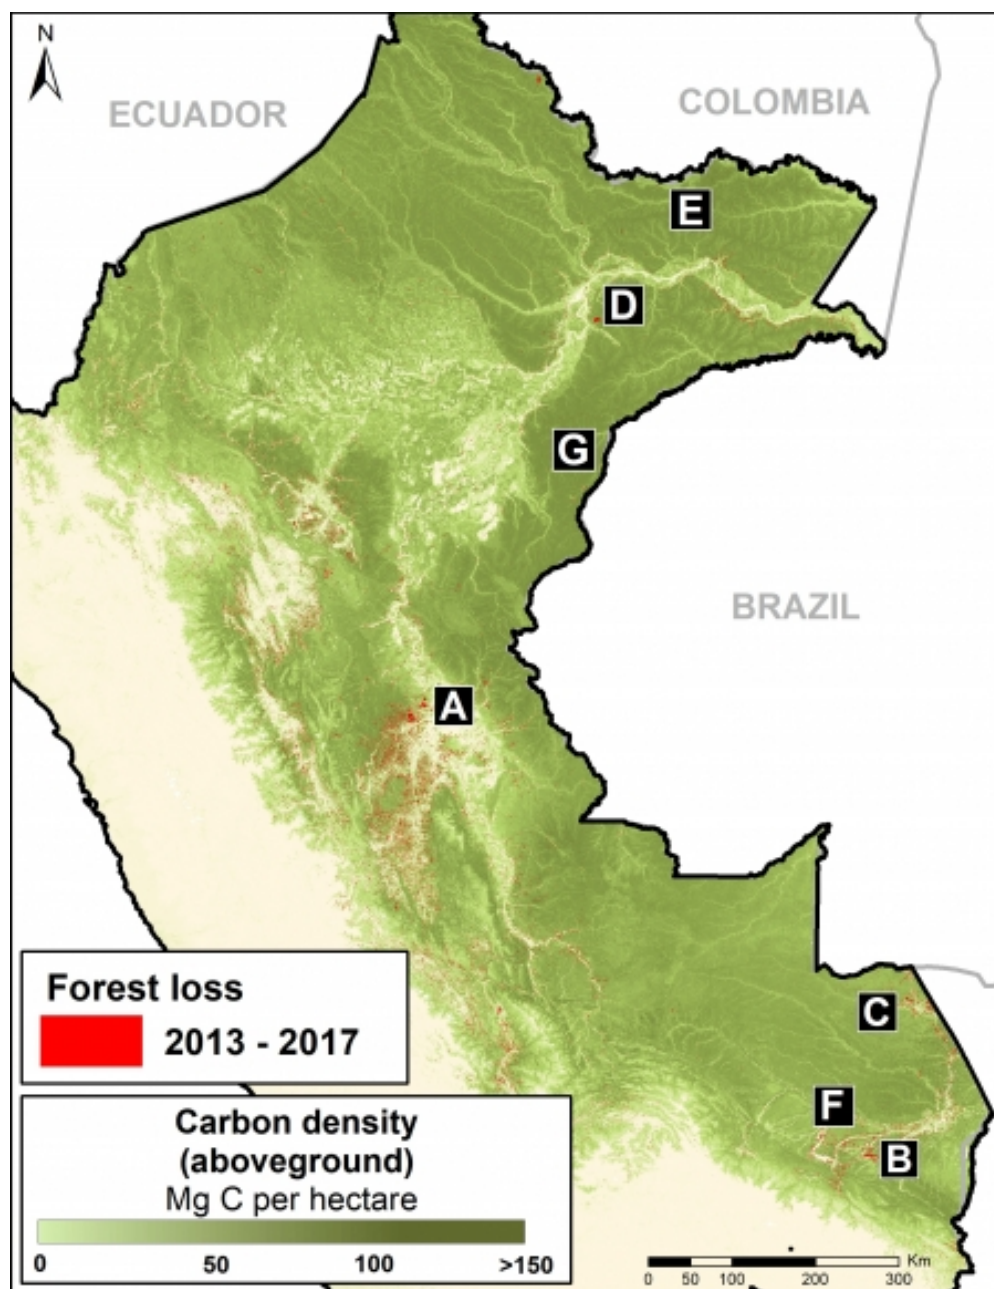 N
ECUADOR
COLOMBIA
E
D
G
BRAZIL
A
C
F
B
Forest loss
2013 - 2017
Carbon density
(aboveground)
Mg C per hectare
0 50 100 >150
Km
0 50 100 200 300